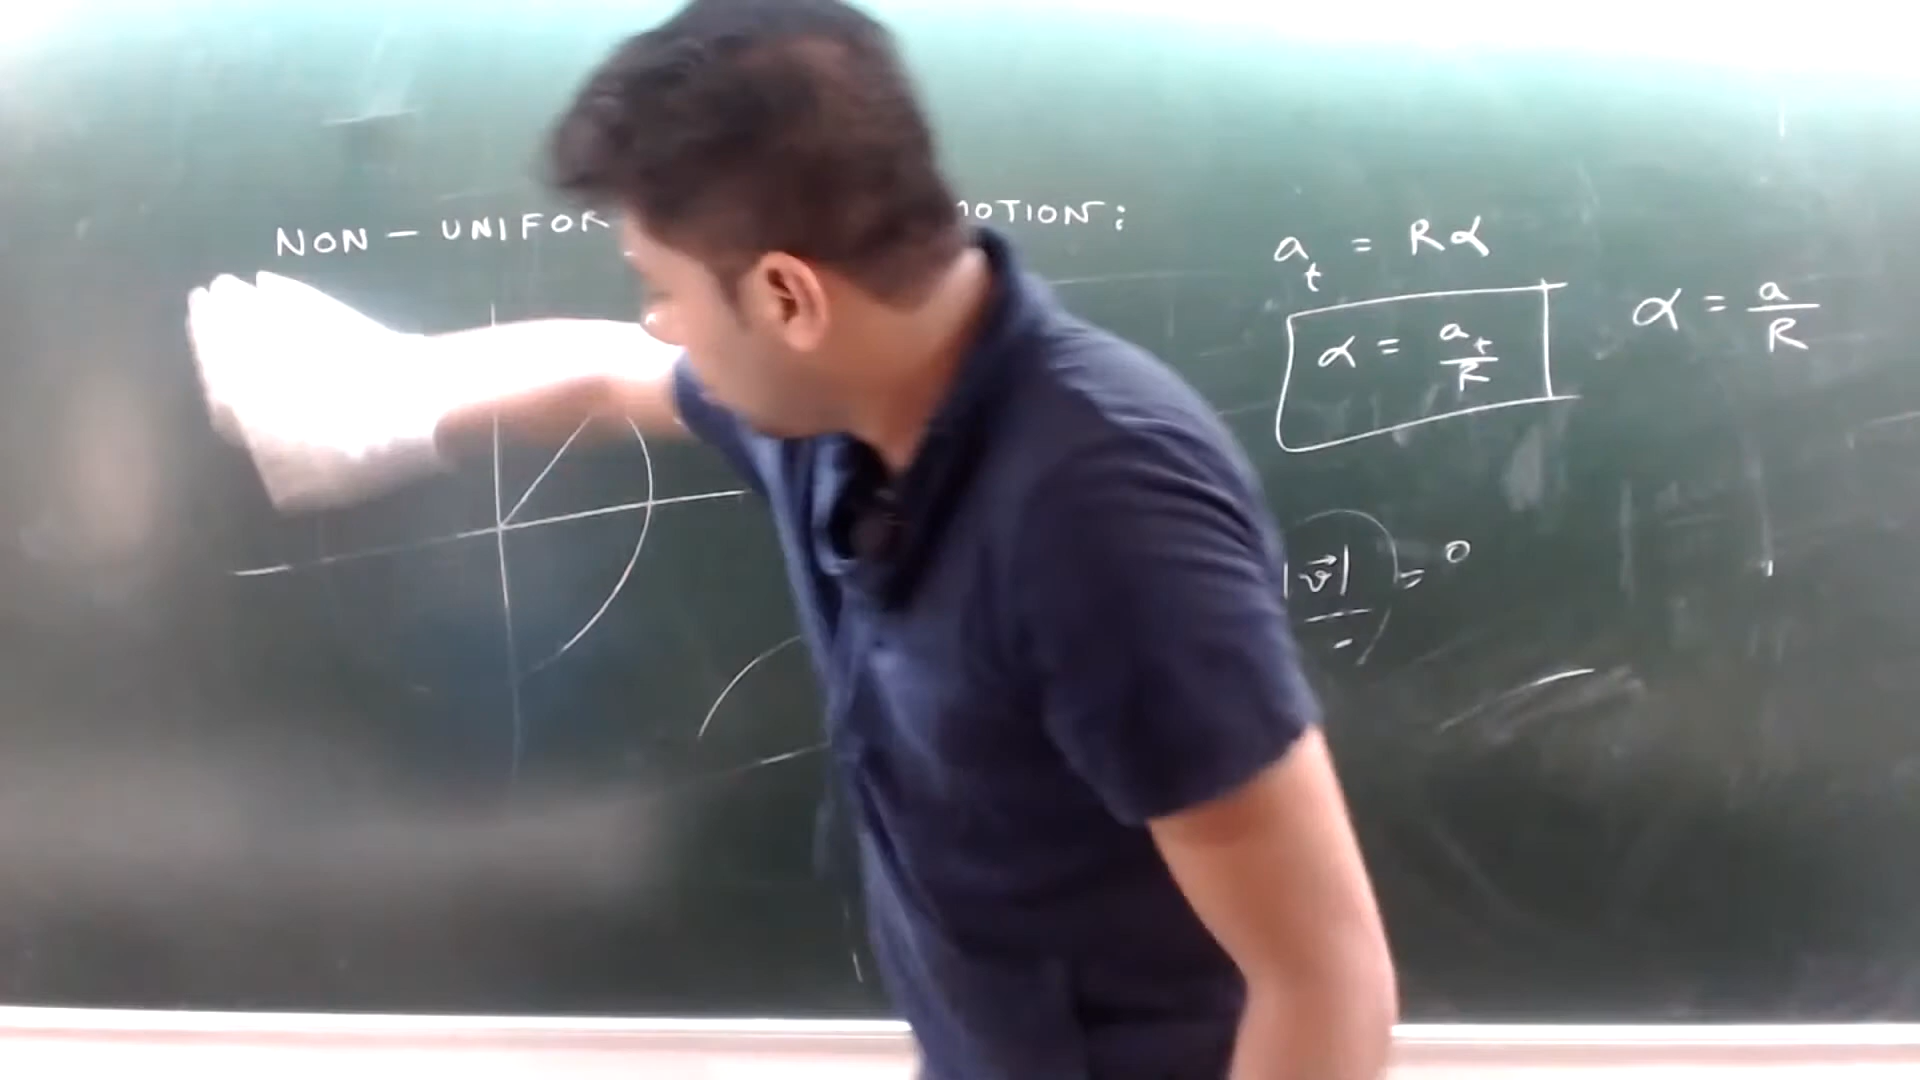 NON - UNIFOR MOTION:
a_t = Rα
α = a_t/R
α = a/R
|v⃗| = 0